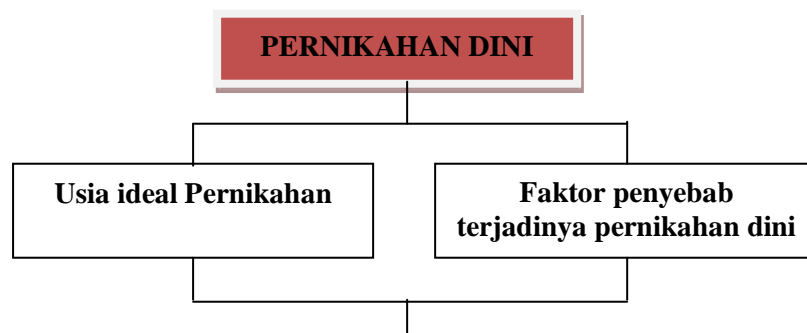 PERNIKAHAN DINI
Usia ideal Pernikahan
Faktor penyebab
terjadinya pernikahan dini